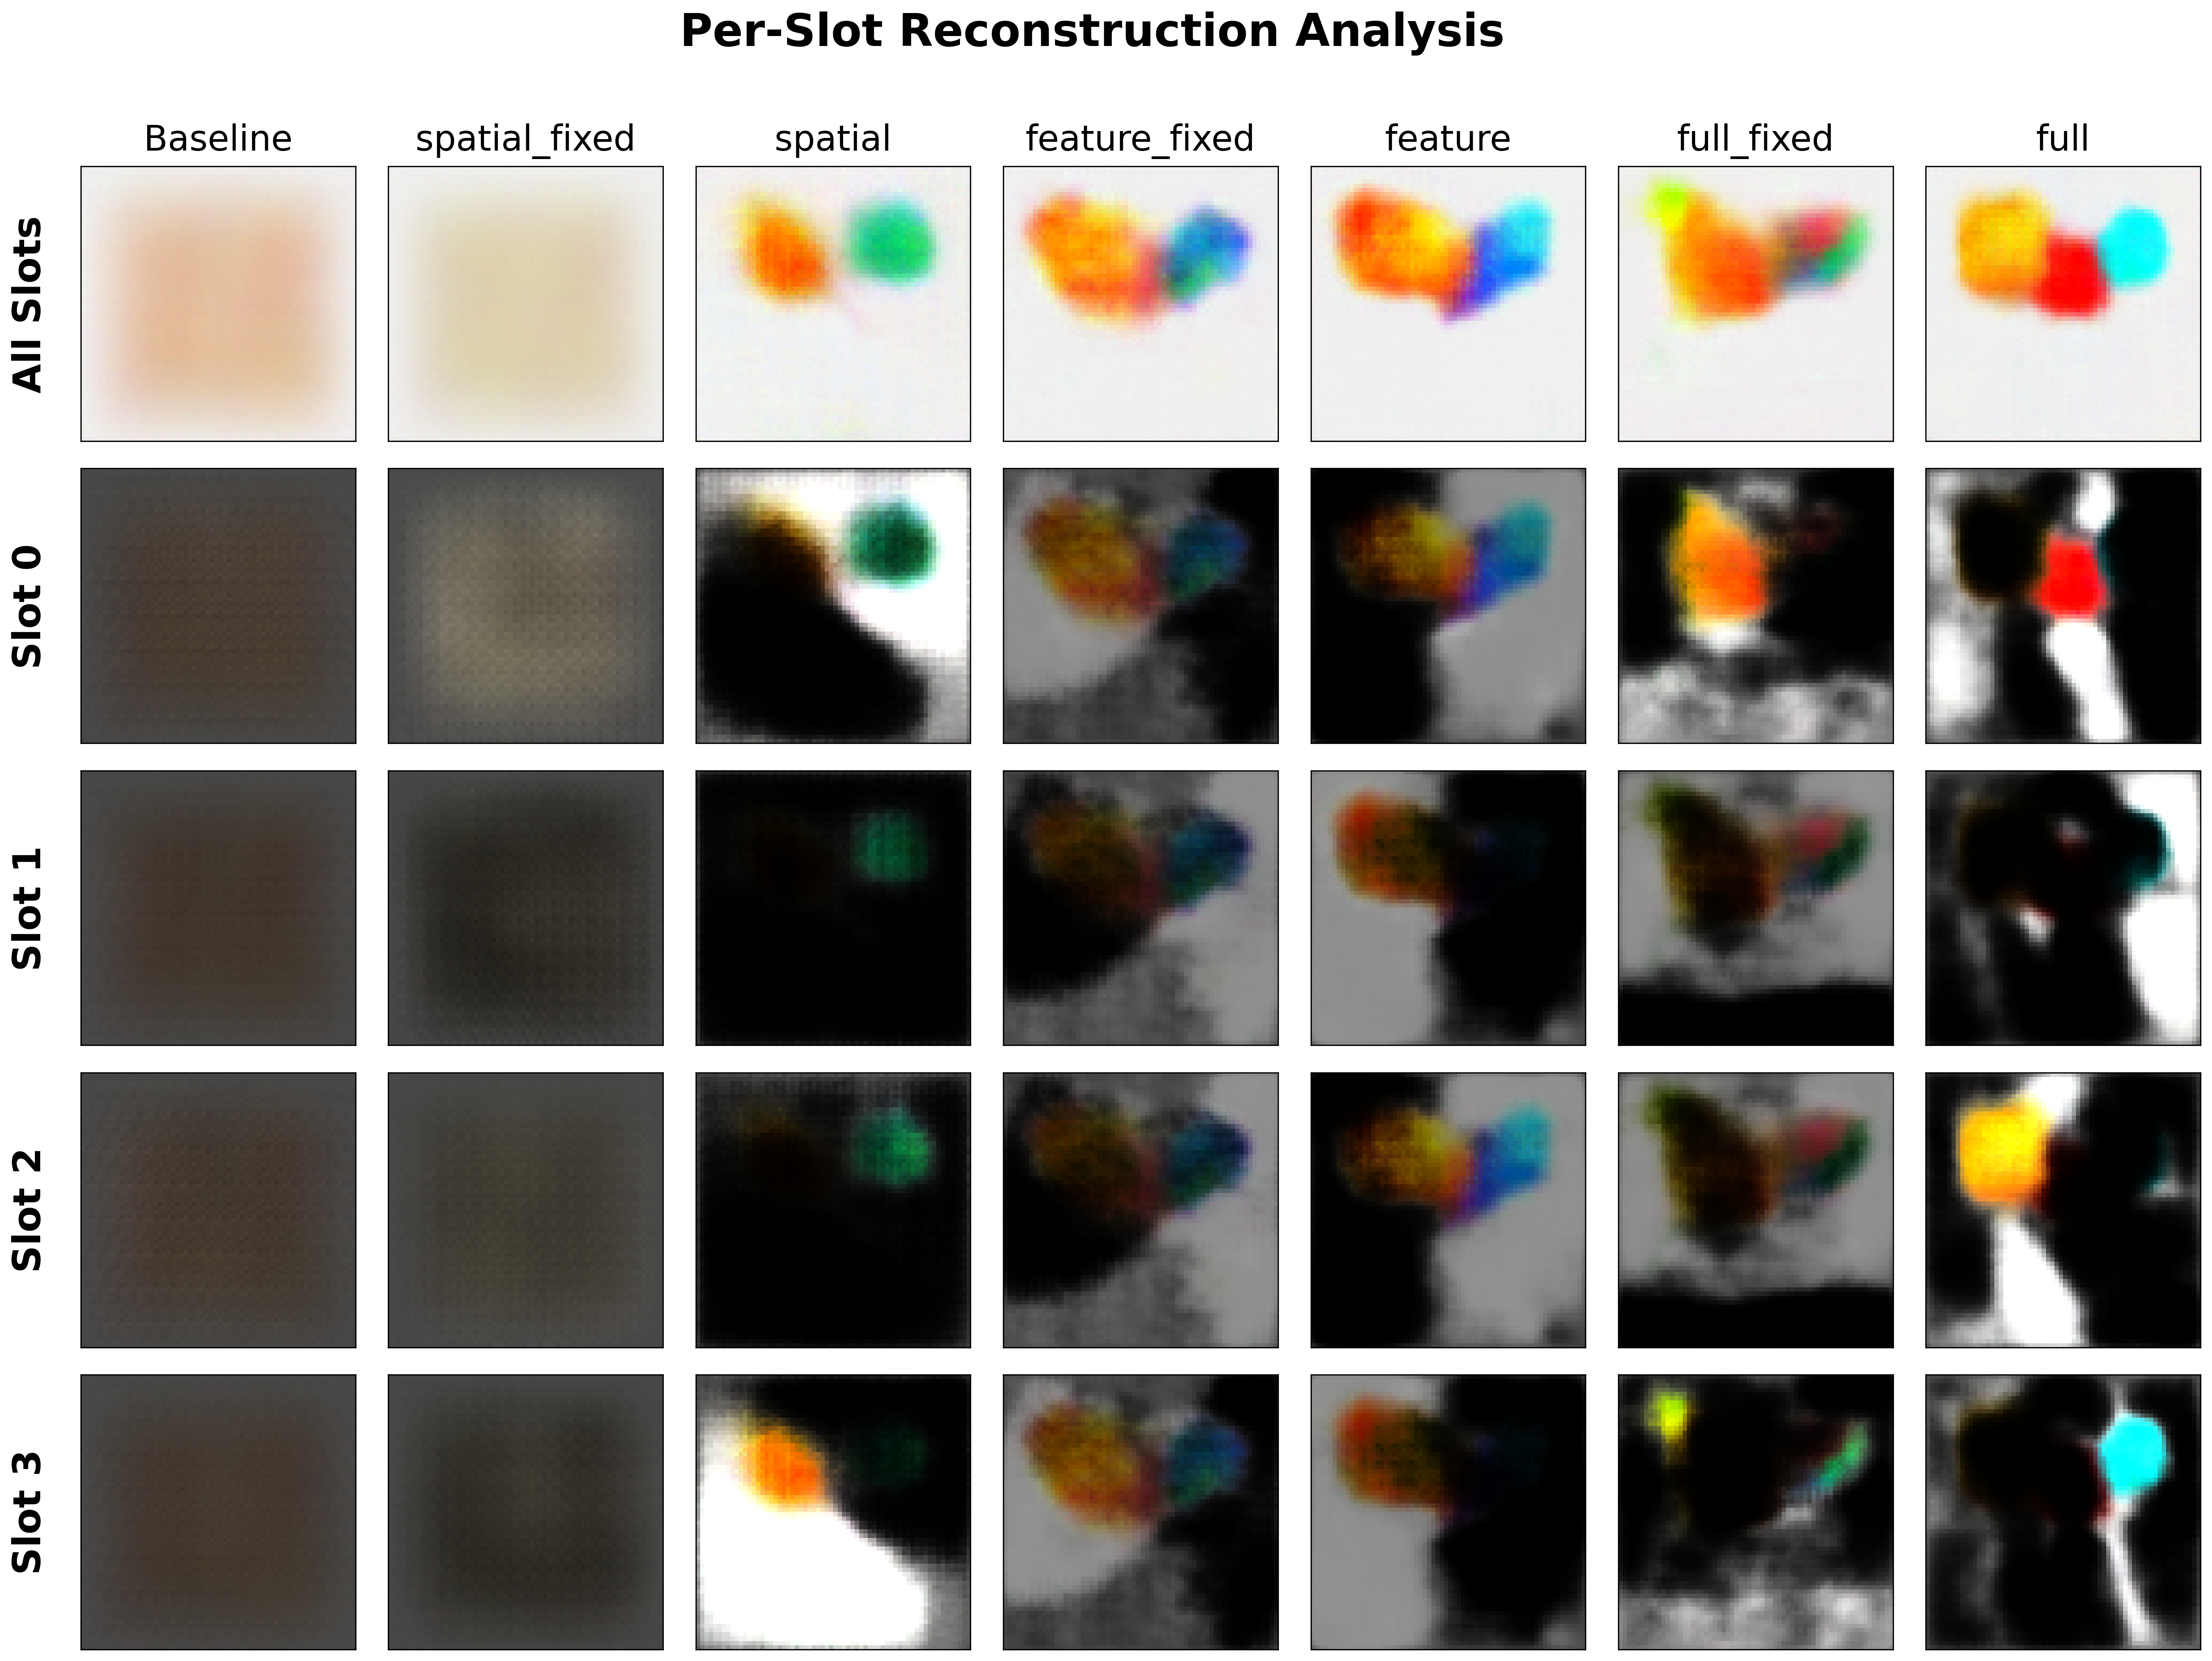 Per-Slot Reconstruction Analysis
Baseline spatial_fixed spatial feature_fixed feature full_fixed full
All Slots
Slot 0
Slot 1
Slot 2
Slot 3